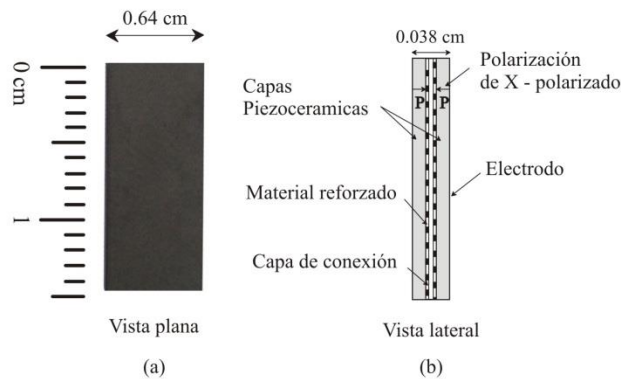 0.64 cm
0 cm
1
Vista plana
(a)
0.038 cm
Capas
Piezoceramicas
P
P
Polarización
de X - polarizado
Electrodo
Material reforzado
Capa de conexión
Vista lateral
(b)